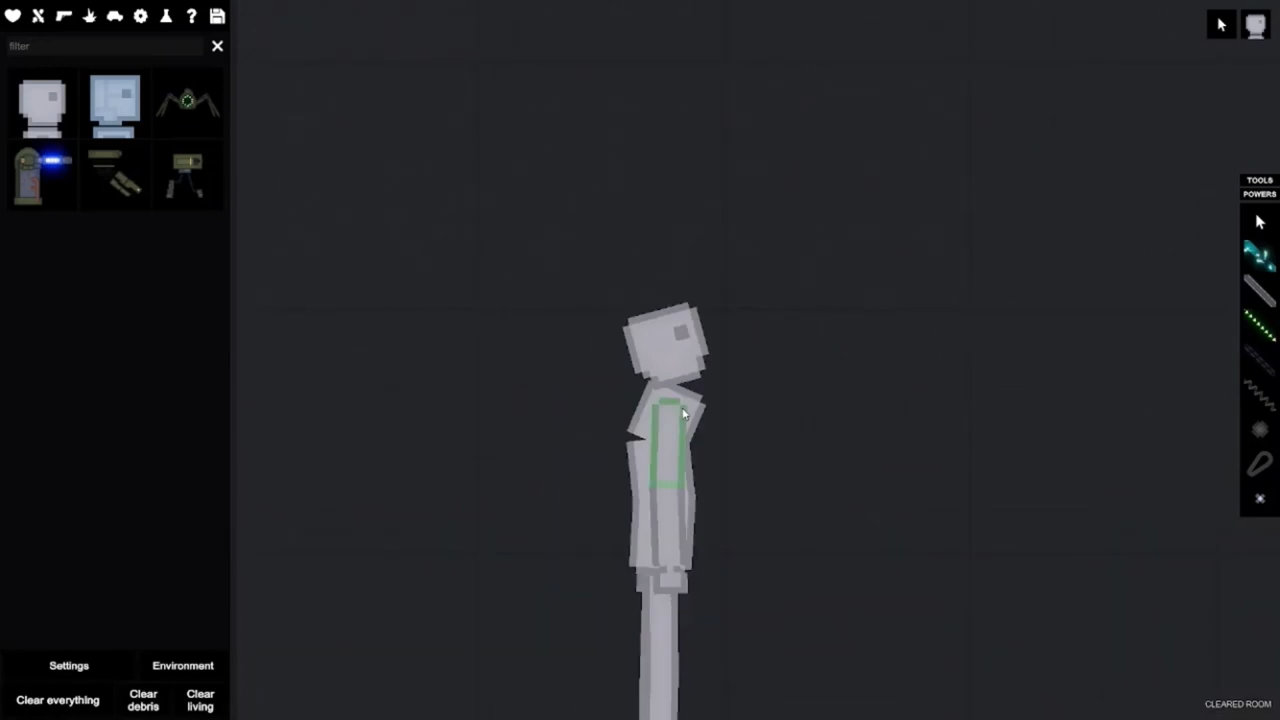 filter
TOOLS
POWERS
Settings
Environment
Clear everything
Clear
debris
Clear
living
CLEARED ROOM